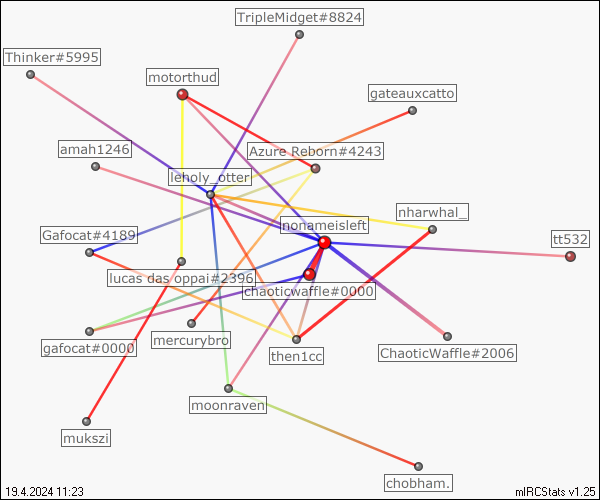 TripleMidget#8824
Thinker#5995
motorthud
gateauxcatto
amah1246
Azure Reborn#4243
leholy_otter
nharwhal_
nonameisleft
Gafocat#4189
tt532
lucas das oppai#2396
chaoticwaffle#0000
mercurybro
gafocat#0000
then1cc
ChaoticWaffle#2006
moonraven
mukszi
chobham.
19.4.2024 11:23
mIRCStats v1.25